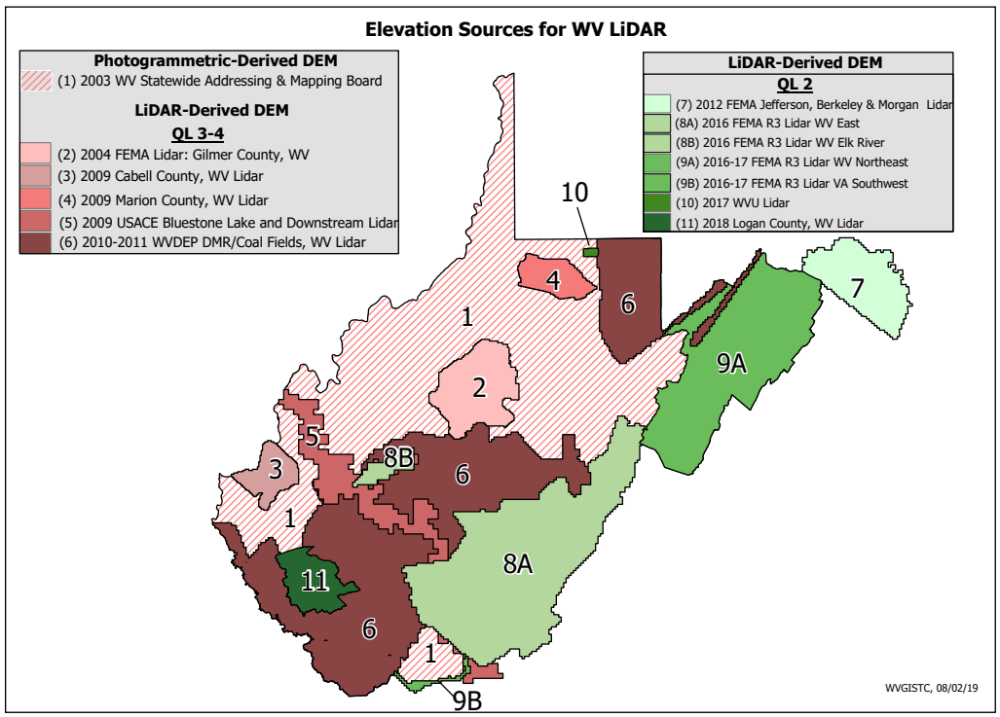 Elevation Sources for WV LiDAR
Photogrammetric-Derived DEM
(1) 2003 WV Statewide Addressing & Mapping Board
LiDAR-Derived DEM
QL 3-4
(2) 2004 FEMA Lidar: Gilmer County, WV
(3) 2009 Cabell County, WV Lidar
(4) 2009 Marion County, WV Lidar
(5) 2009 USACE Bluestone Lake and Downstream Lidar
(6) 2010-2011 WVDEP DMR/Coal Fields, WV Lidar
LiDAR-Derived DEM
QL 2
(7) 2012 FEMA Jefferson, Berkeley & Morgan Lidar
(8A) 2016 FEMA R3 Lidar WV East
(8B) 2016 FEMA R3 Lidar WV Elk River
(9A) 2016-17 FEMA R3 Lidar WV Northeast
(9B) 2016-17 FEMA R3 Lidar VA Southwest
(10) 2017 WVU Lidar
(11) 2018 Logan County, WV Lidar
10
4
7
6
1
9A
2
5
8B
3
6
1
8A
11
6
1
9B
WVGISTC, 08/02/19